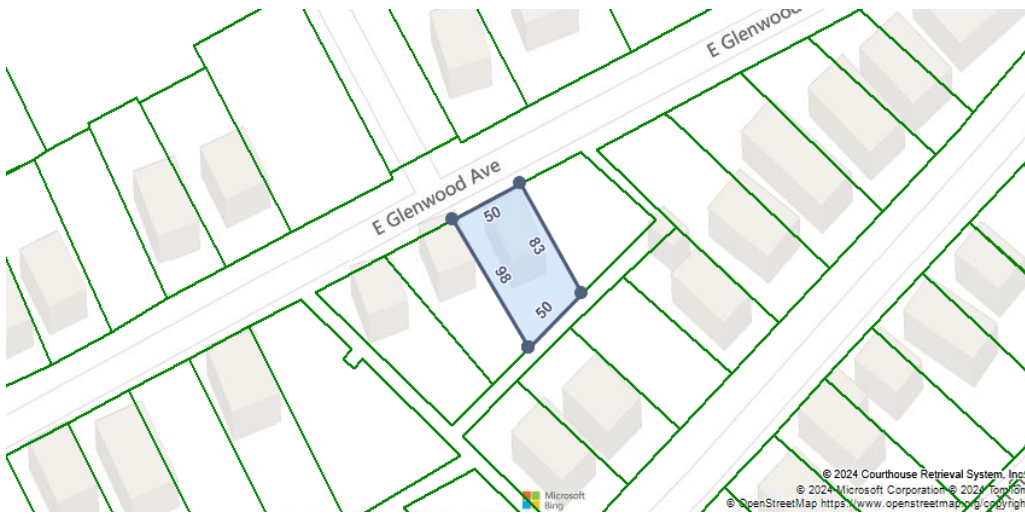 E Glenwood
E Glenwood Ave
50
83
98
50
© 2024 Courthouse Retrieval System, Inc
© 2024 Microsoft Corporation © 2024 TomTom
© OpenStreetMap https://www.openstreetmap.org/copyright
Microsoft
Bing